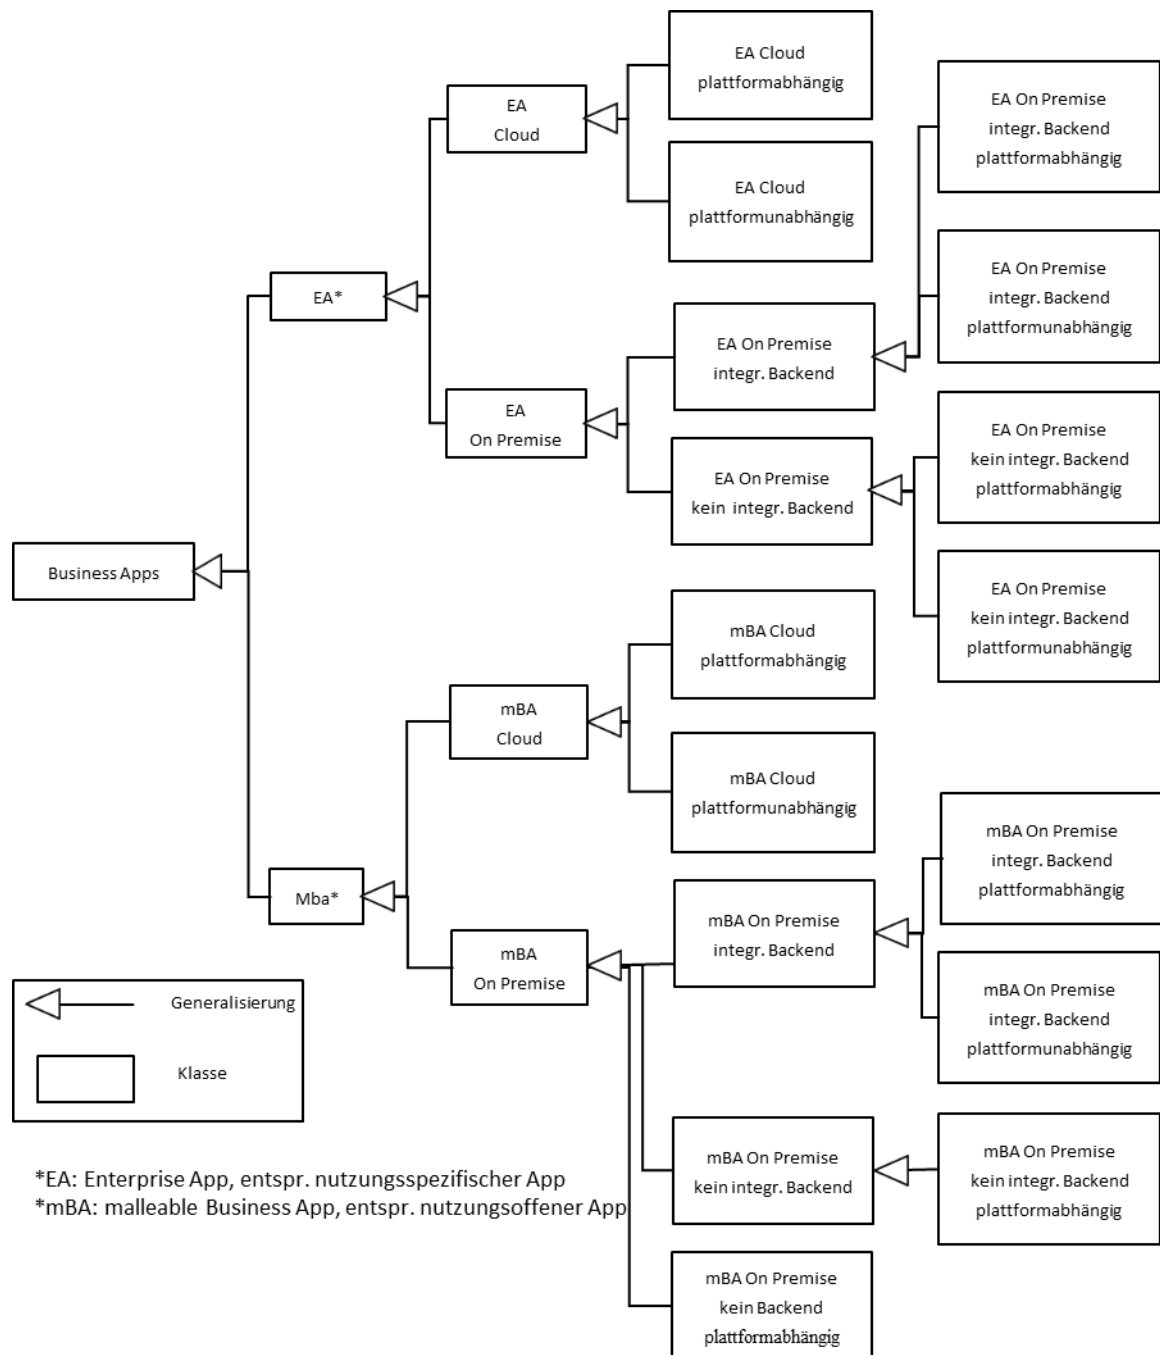 EA Cloud
plattformabhängig
EA
Cloud
EA Cloud
plattformunabhängig
EA On Premise
integr. Backend
plattformabhängig
EA*
EA On Premise
integr. Backend
plattformunabhängig
EA On Premise
integr. Backend
EA
On Premise
EA On Premise
kein integr. Backend
EA On Premise
kein integr. Backend
plattformabhängig
Business Apps
EA On Premise
kein integr. Backend
plattformunabhängig
mBA Cloud
plattformabhängig
mBA
Cloud
mBA Cloud
plattformunabhängig
Mba*
mBA On Premise
integr. Backend
plattformabhängig
mBA On Premise
integr. Backend
mBA
On Premise
mBA On Premise
integr. Backend
plattformunabhängig
Generalisierung
Klasse
mBA On Premise
kein integr. Backend
mBA On Premise
kein integr. Backend
plattformabhängig
*EA: Enterprise App, entspr. nutzungsspezifischer App
*mBA: malleable Business App, entspr. nutzungsoffener App
mBA On Premise
kein Backend
plattformabhängig